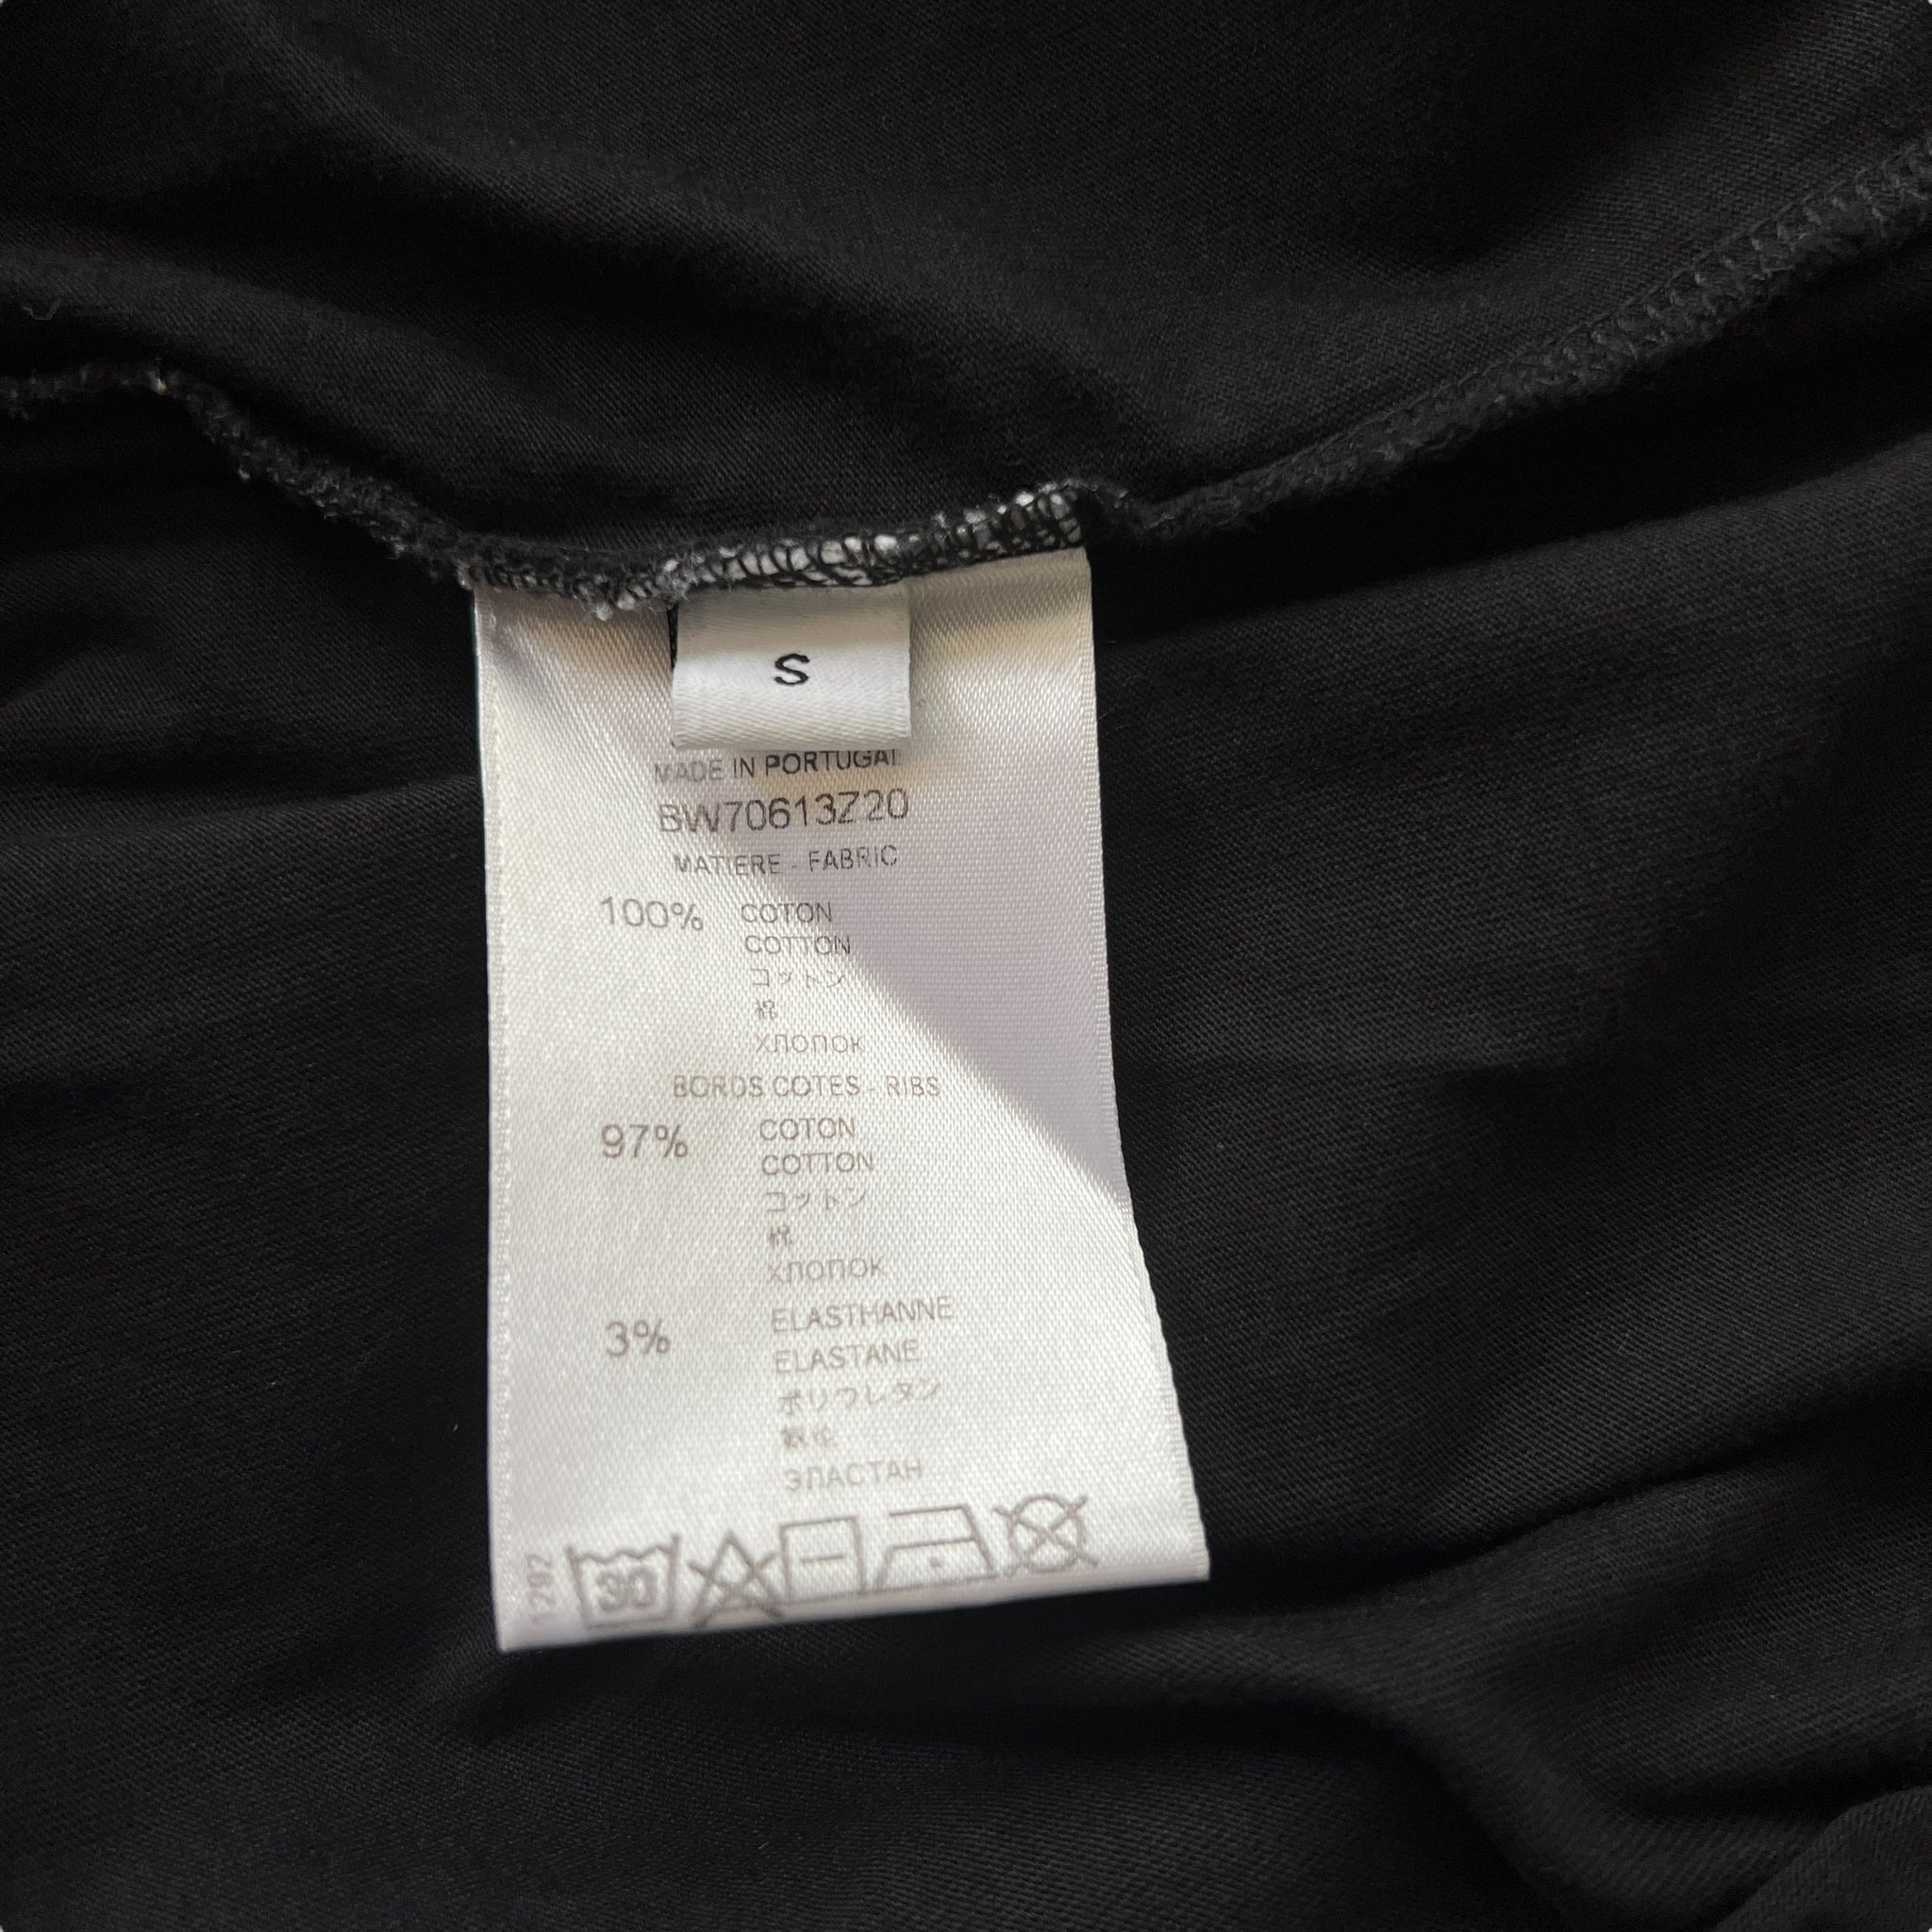 S
MADE IN PORTUGAL
BW70613Z20
MATIERE - FABRIC
100% COTON
COTTON
コットン
棉
ХЛОПОК
BORDS COTES - RIBS
97% COTON
COTTON
コットン
棉
ХЛОПОК
3% ELASTHANNE
ELASTANE
ポリウレタン
ЭЛАСТАН
30
1797